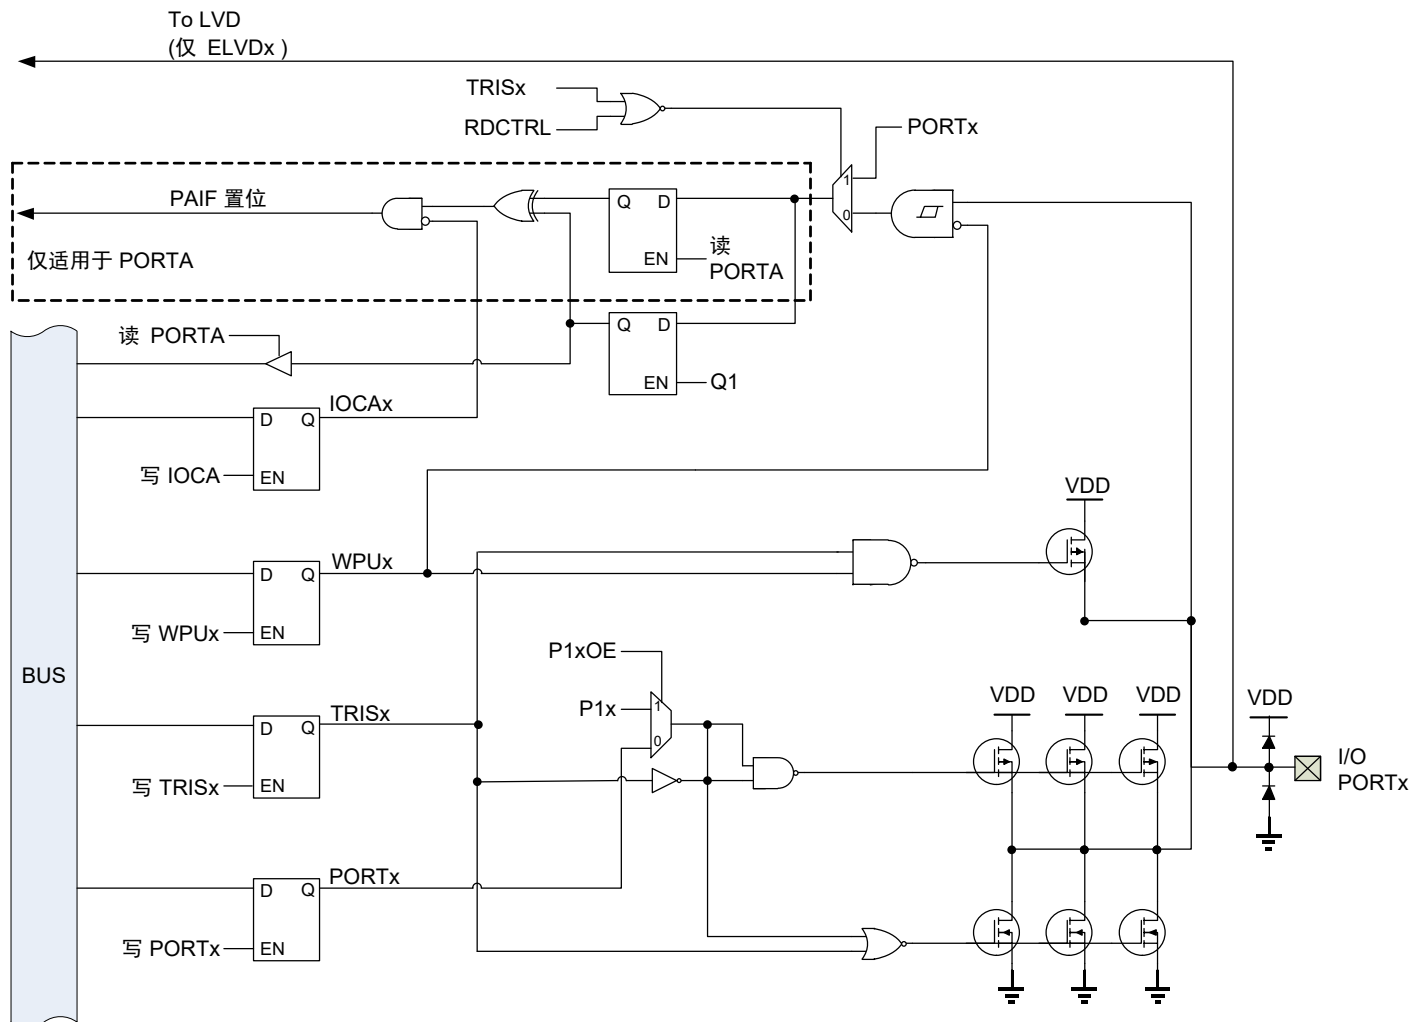 To LVD
(仅 ELVDx )
TRISx
RDCTRL
PORTx
1
0
PAIF 置位
仅适用于 PORTA
Q D
EN
读
PORTA
Q D
EN
Q1
读 PORTA
D Q
EN
IOCAx
写 IOCA
VDD
D Q
EN
WPUx
写 WPUx
BUS
P1xOE
P1x
1
0
D Q
EN
TRISx
写 TRISx
VDD VDD VDD
VDD
I/O
PORTx
D Q
EN
PORTx
写 PORTx